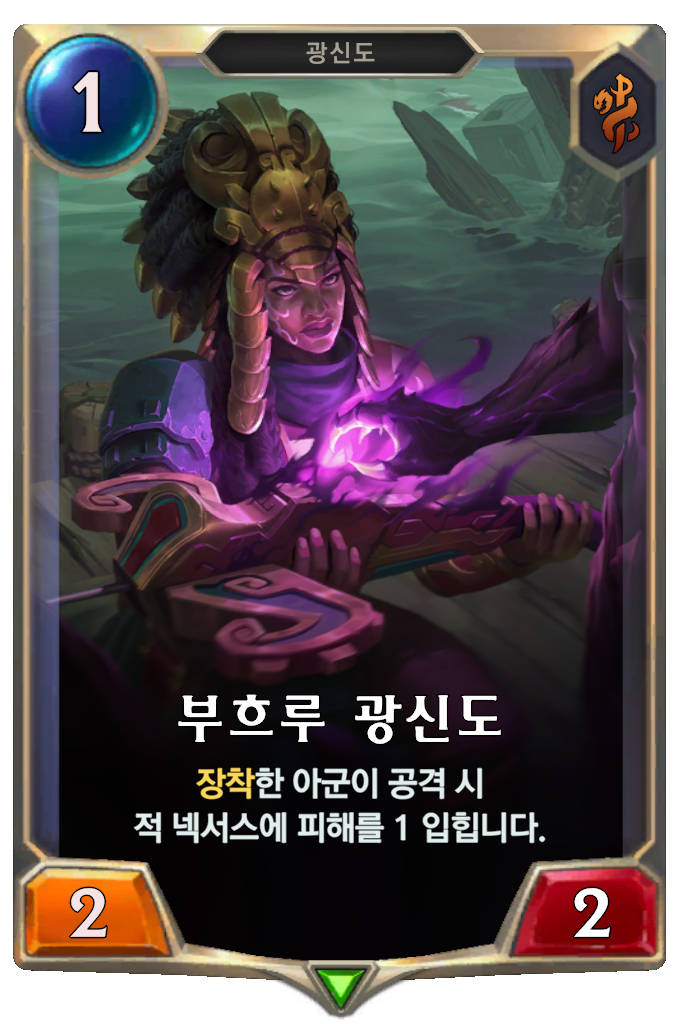 1
광신도
부흐루 광신도
장착한 아군이 공격 시
적 넥서스에 피해를 1 입힙니다.
2
2